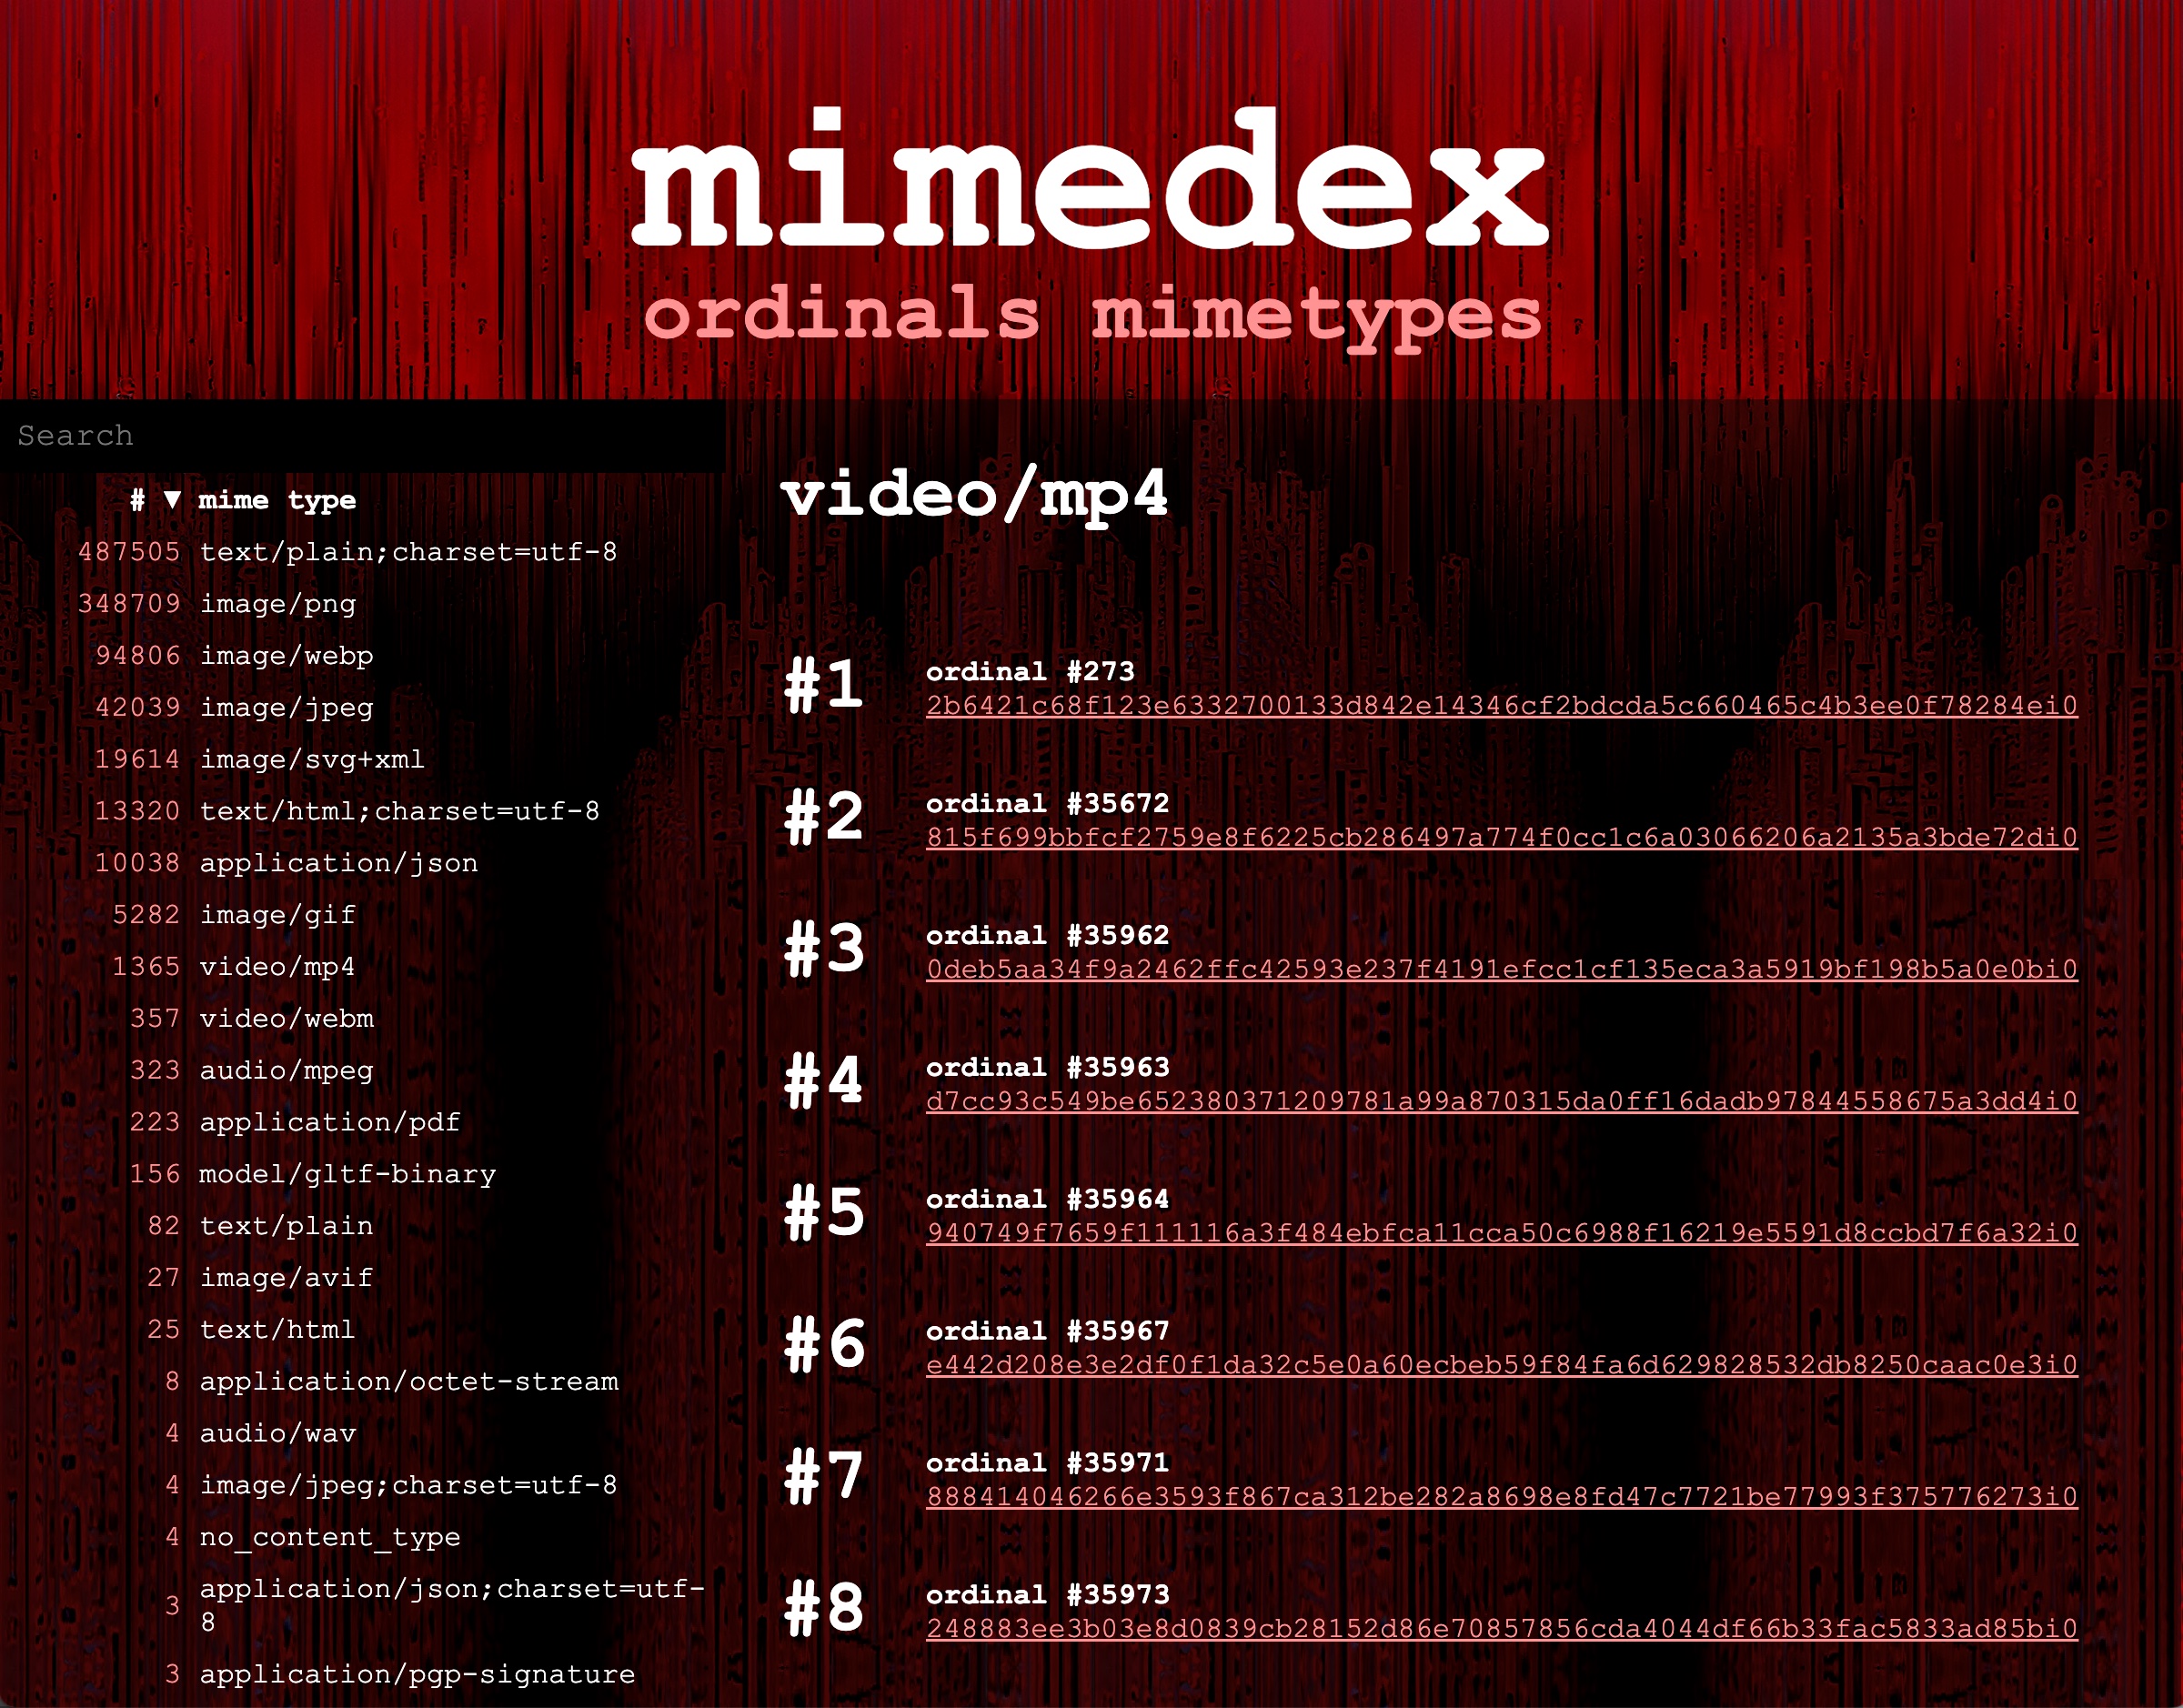 mimedex
ordinals mimetypes
Search
# ▼ mime type
487505 text/plain;charset=utf-8
348709 image/png
94806 image/webp
42039 image/jpeg
19614 image/svg+xml
13320 text/html;charset=utf-8
10038 application/json
5282 image/gif
1365 video/mp4
357 video/webm
323 audio/mpeg
223 application/pdf
156 model/gltf-binary
82 text/plain
27 image/avif
25 text/html
8 application/octet-stream
4 audio/wav
4 image/jpeg;charset=utf-8
4 no_content_type
3 application/json;charset=utf-
8
3 application/pgp-signature
video/mp4
#1 ordinal #273
2b6421c68f123e6332700133d842e14346cf2bdcda5c660465c4b3ee0f78284ei0
#2 ordinal #35672
815f699bbfcf2759e8f6225cb286497a774f0cc1c6a03066206a2135a3bde72di0
#3 ordinal #35962
0deb5aa34f9a2462ffc42593e237f4191efcc1cf135eca3a5919bf198b5a0e0bi0
#4 ordinal #35963
d7cc93c549be652380371209781a99a870315da0ff16dadb97844558675a3dd4i0
#5 ordinal #35964
940749f7659f111116a3f484ebfca11cca50c6988f16219e5591d8ccbd7f6a32i0
#6 ordinal #35967
e442d208e3e2df0f1da32c5e0a60ecbeb59f84fa6d629828532db8250caac0e3i0
#7 ordinal #35971
888414046266e3593f867ca312be282a8698e8fd47c7721be77993f375776273i0
#8 ordinal #35973
248883ee3b03e8d0839cb28152d86e70857856cda4044df66b33fac5833ad85bi0